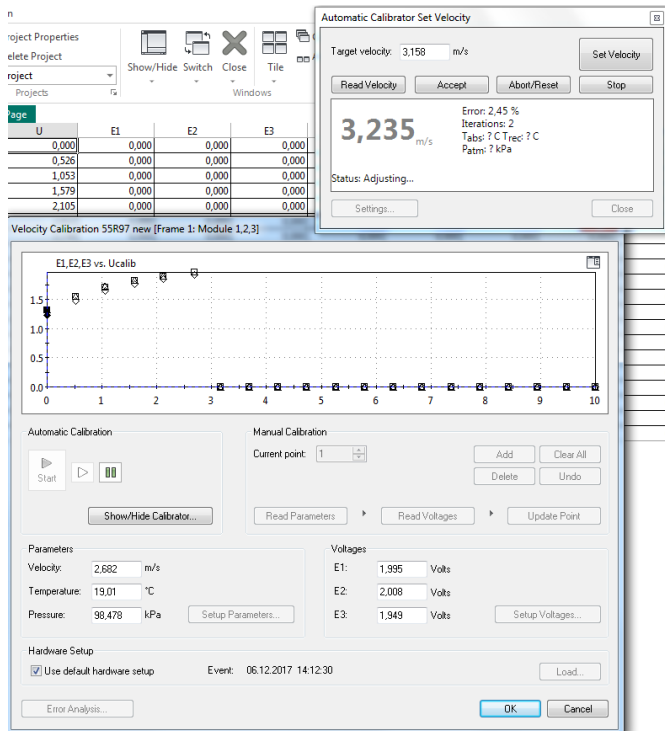 n
roject Properties
elete Project
roject
Projects
Show/Hide Switch Close Tile
Windows
Page
U E1 E2 E3
0,000 0,000 0,000 0,000
0,526 0,000 0,000 0,000
1,053 0,000 0,000 0,000
1,579 0,000 0,000 0,000
2,105 0,000 0,000 0,000
Automatic Calibrator Set Velocity
Target velocity: 3,158 m/s
Set Velocity
Read Velocity Accept Abort/Reset Stop
3,235 m/s
Error: 2,45 %
Iterations: 2
Tabs: ? C Trec: ? C
Patm: ? kPa
Status: Adjusting...
Settings... Close
Velocity Calibration 55R97 new [Frame 1: Module 1,2,3]
E1,E2,E3 vs. Ucalib
1.5
1.0
0.5
0.0
0 1 2 3 4 5 6 7 8 9 10
Automatic Calibration
Start
Show/Hide Calibrator...
Manual Calibration
Current point: 1
Add Clear All
Delete Undo
Read Parameters Read Voltages Update Point
Parameters
Velocity: 2,682 m/s
Temperature: 19,01 °C
Pressure: 98,478 kPa Setup Parameters...
Voltages
E1: 1,995 Volts
E2: 2,008 Volts
E3: 1,949 Volts Setup Voltages...
Hardware Setup
Use default hardware setup Event: 06.12.2017 14:12:30 Load...
Error Analysis... OK Cancel